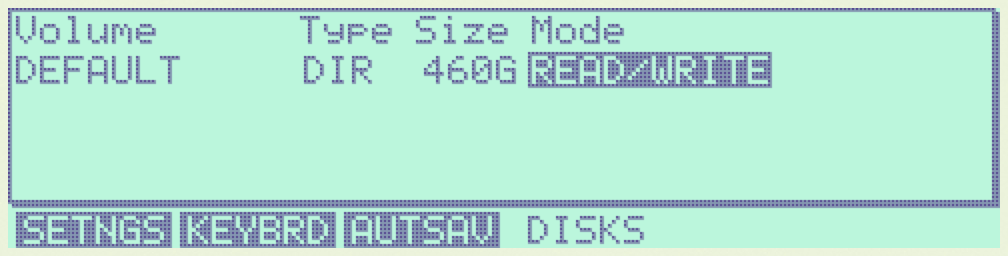 Volume Type Size Mode
DEFAULT DIR 460G READ/WRITE
SETNGS KEYBRD AUTSAV DISKS